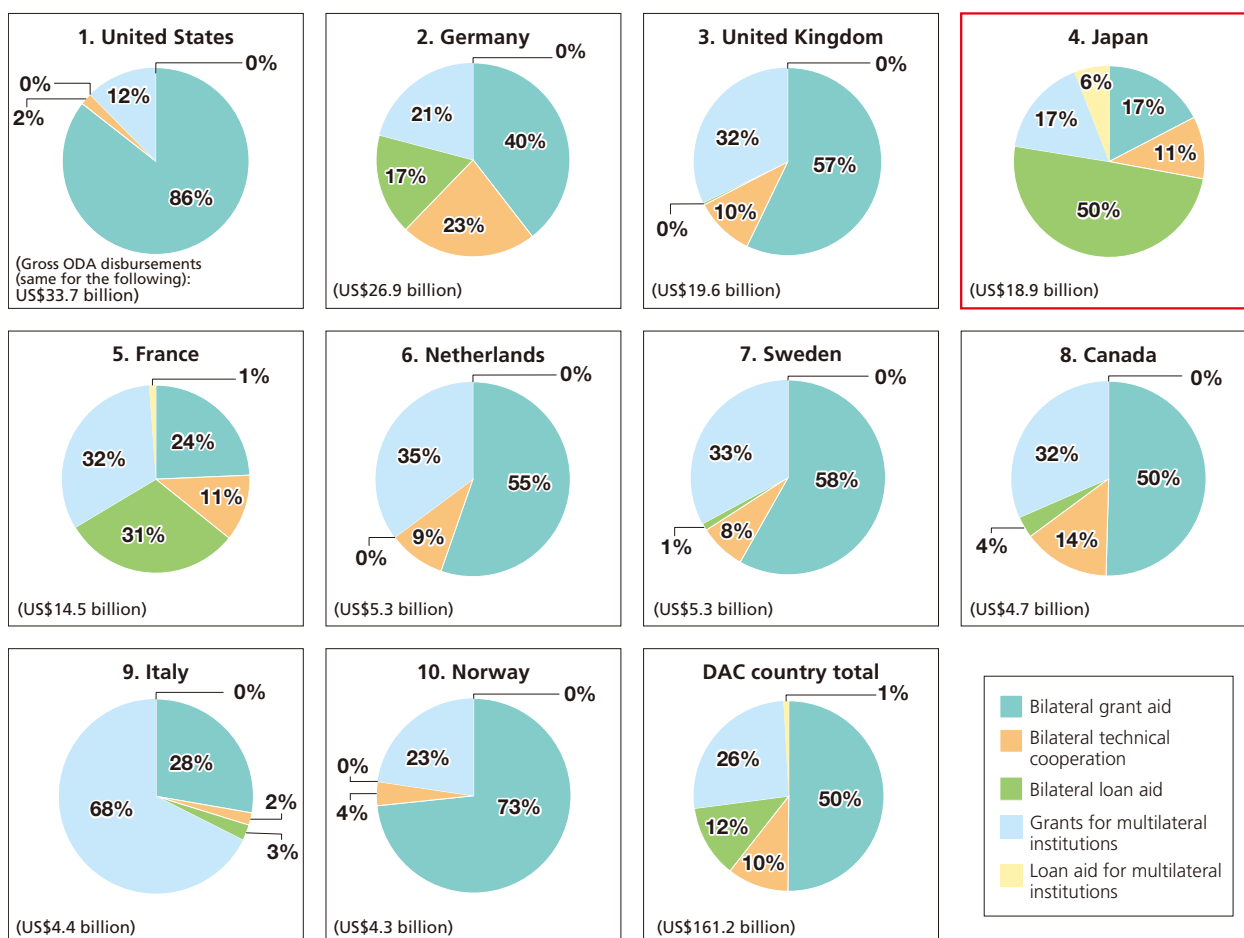 1. United States
0%
0%
12%
2%
86%
(Gross ODA disbursements
(same for the following):
US$33.7 billion)
2. Germany
0%
21%
40%
17%
23%
(US$26.9 billion)
3. United Kingdom
0%
32%
57%
10%
0%
(US$19.6 billion)
4. Japan
6%
17%
17%
11%
50%
(US$18.9 billion)
5. France
1%
24%
32%
11%
31%
(US$14.5 billion)
6. Netherlands
0%
35%
55%
9%
0%
(US$5.3 billion)
7. Sweden
0%
33%
58%
8%
1%
(US$5.3 billion)
8. Canada
0%
32%
50%
14%
4%
(US$4.7 billion)
9. Italy
0%
28%
68%
2%
3%
(US$4.4 billion)
10. Norway
0%
23%
0%
4%
73%
(US$4.3 billion)
DAC country total
1%
26%
50%
12%
10%
(US$161.2 billion)
Bilateral grant aid
Bilateral technical
cooperation
Bilateral loan aid
Grants for multilateral
institutions
Loan aid for multilateral
institutions